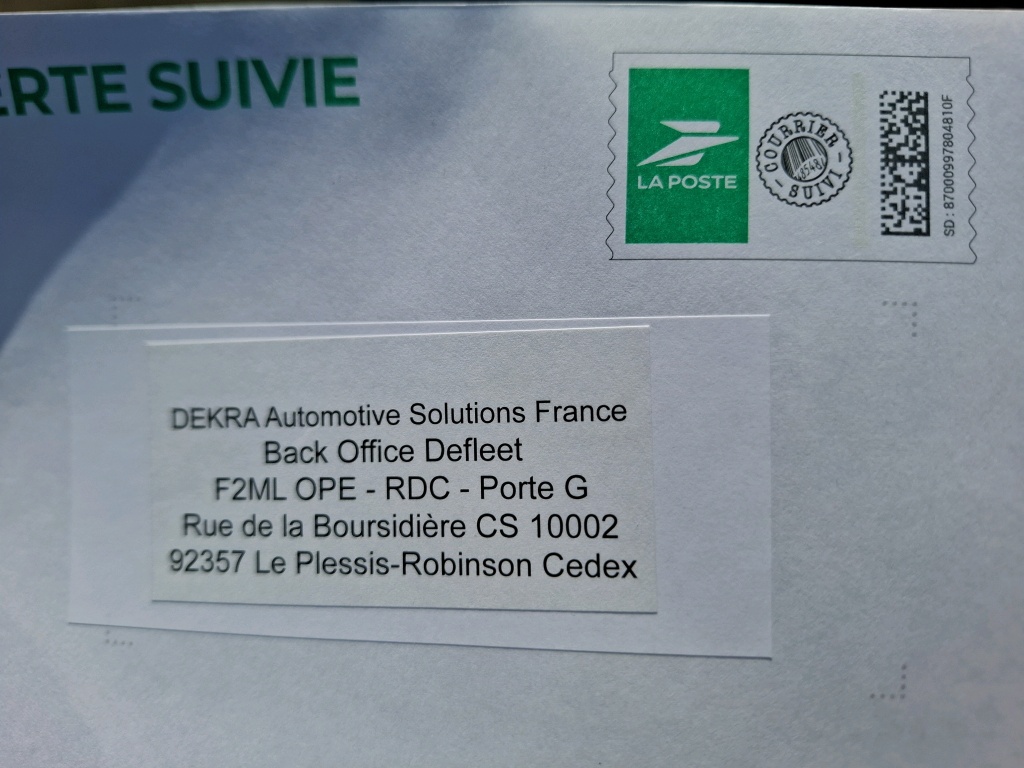 ERTE SUIVIE
LA POSTE
COURRIER
SUIVI
SD : 87000997804810F
DEKRA Automotive Solutions France
Back Office Defleet
F2ML OPE - RDC - Porte G
Rue de la Boursidière CS 10002
92357 Le Plessis-Robinson Cedex